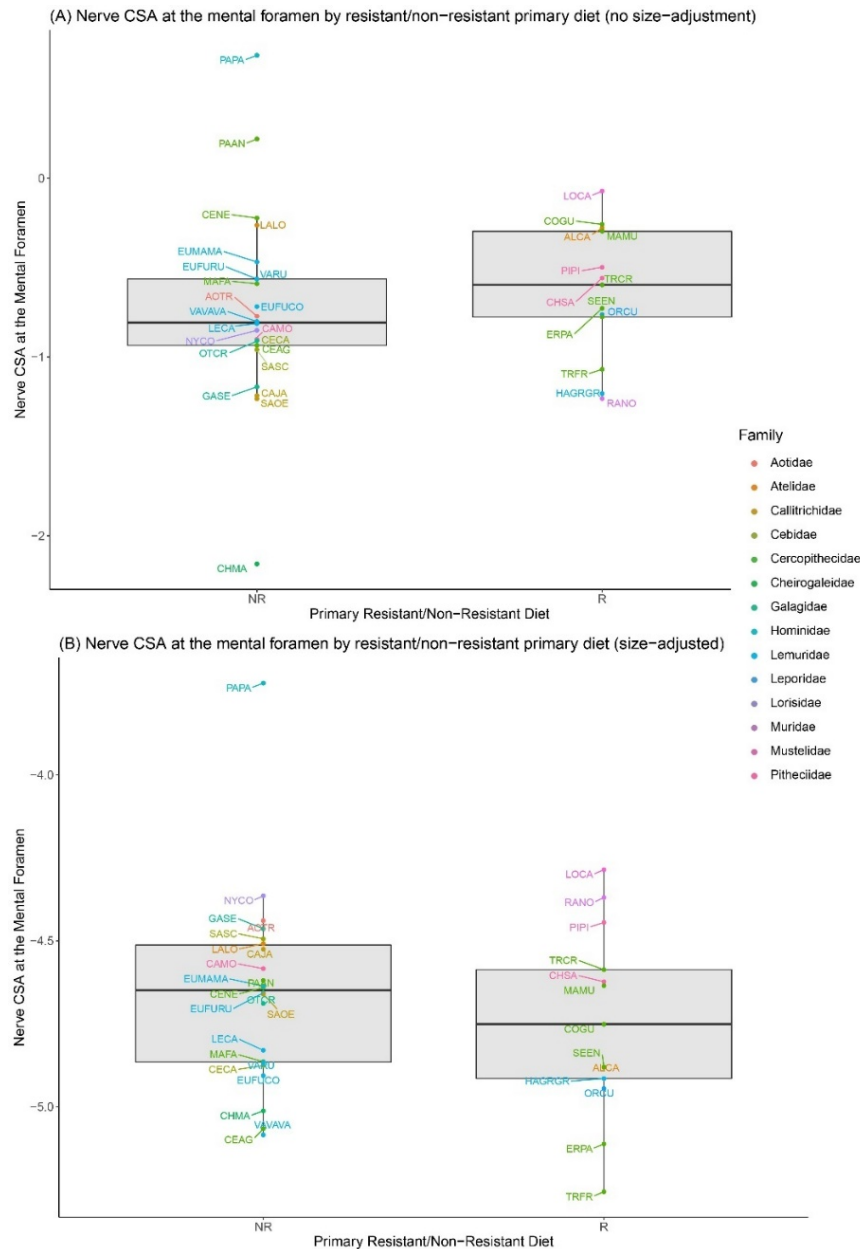 (A) Nerve CSA at the mental foramen by resistant/non−resistant primary diet (no size−adjustment)
Nerve CSA at the Mental Foramen
0
−1
−2
PAPA
PAAN
CENE
LALO
EUMAMA
EUFURU
VARU
MAFA
AOTR
EUFUCO
VAVAVA
LECA
CAMO
NYCO
CECA
OTCR
CEAG
SASC
GASE
CAJA
SAOE
CHMA
LOCA
COGU
ALCA
MAMU
PIPI
TRCR
CHSA
SEEN
ORCU
ERPA
TRFR
HAGRGR
RANO
NR
R
Primary Resistant/Non−Resistant Diet
Family
Aotidae
Atelidae
Callitrichidae
Cebidae
Cercopithecidae
Cheirogaleidae
Galagidae
Hominidae
Lemuridae
Leporidae
Lorisidae
Muridae
Mustelidae
Pitheciidae
(B) Nerve CSA at the mental foramen by resistant/non−resistant primary diet (size−adjusted)
Nerve CSA at the Mental Foramen
−4.0
−4.5
−5.0
PAPA
NYCO
GASE
AOTR
SASC
LALO
CAJA
CAMO
EUMAMA
PAAN
CENE
OTCR
EUFURU
SAOE
LECA
MAFA
VARU
CECA
EUFUCO
CHMA
VAVAVA
CEAG
LOCA
RANO
PIPI
TRCR
CHSA
MAMU
COGU
SEEN
ALCA
HAGRGR
ORCU
ERPA
TRFR
NR
R
Primary Resistant/Non−Resistant Diet